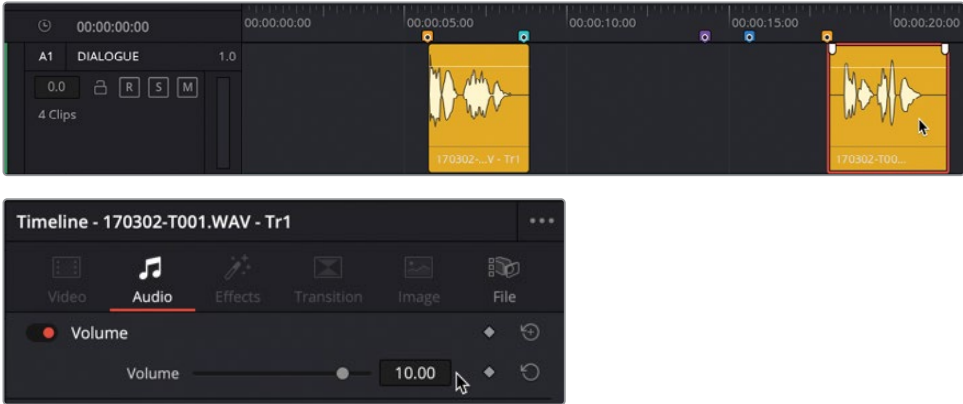 00:00:00:00
00:00:00:00 00:00:05:00 00:00:10:00 00:00:15:00 00:00:20:00
A1 DIALOGUE 1.0
0.0 R S M
4 Clips
170302-...V - Tr1
170302-T00...
Timeline - 170302-T001.WAV - Tr1
Video Audio Effects Transition Image File
Volume
Volume 10.00